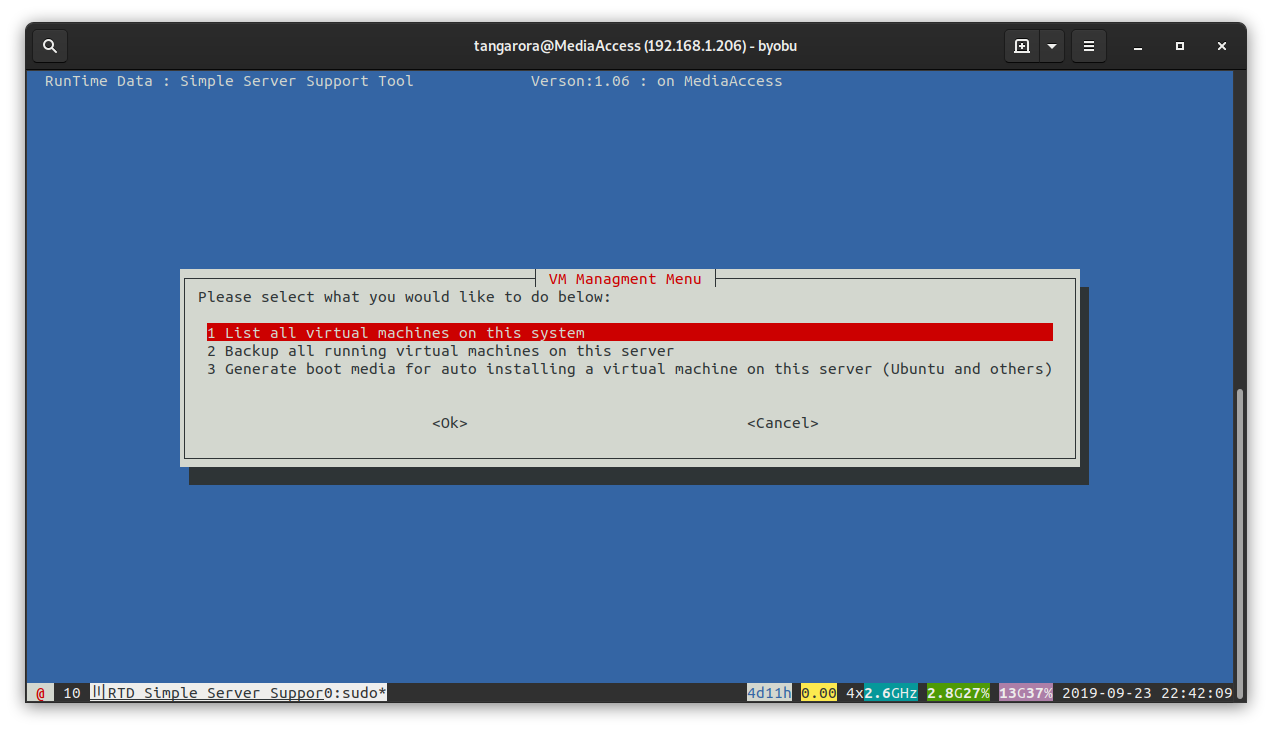 tangarora@MediaAccess (192.168.1.206) - byobu
RunTime Data : Simple Server Support Tool Verson:1.06 : on MediaAccess
VM Managment Menu
Please select what you would like to do below:
1 List all virtual machines on this system
2 Backup all running virtual machines on this server
3 Generate boot media for auto installing a virtual machine on this server (Ubuntu and others)
<Ok> <Cancel>
@ 10 RTD Simple Server Suppor0:sudo* 4d11h 0.00 4x2.6GHz 2.8G27% 13G37% 2019-09-23 22:42:09